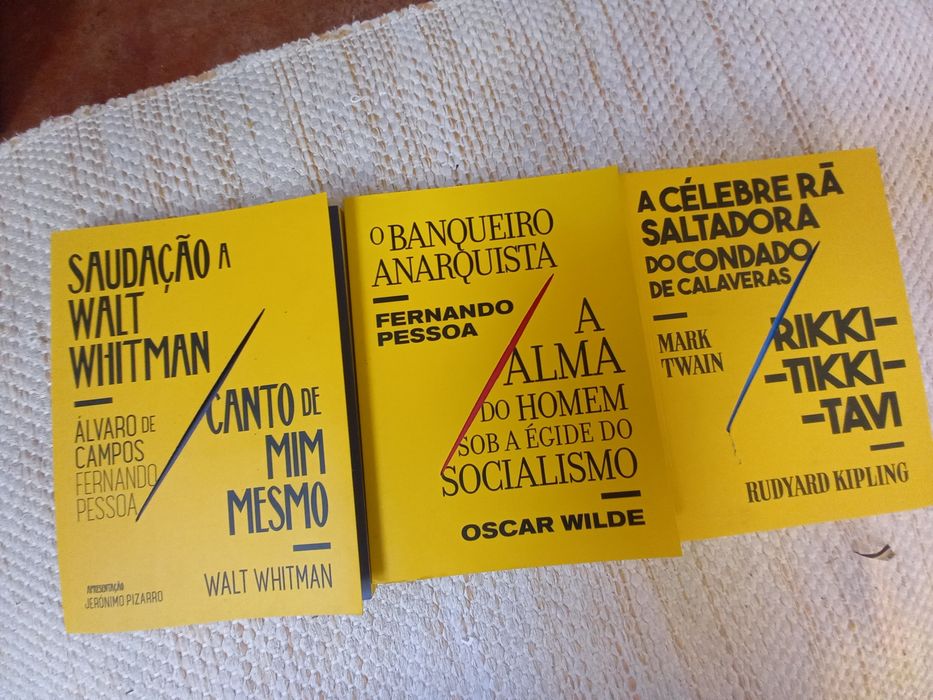 SAUDAÇÃO A
WALT
WHITMAN
ÁLVARO DE
CAMPOS
FERNANDO
PESSOA
CANTO DE
MIM
MESMO
WALT WHITMAN
APRESENTAÇÃO
JERÓNIMO PIZARRO
O BANQUEIRO
ANARQUISTA
FERNANDO
PESSOA
A
ALMA
DO HOMEM
SOB A ÉGIDE DO
SOCIALISMO
OSCAR WILDE
A CÉLEBRE RÃ
SALTADORA
DO CONDADO
DE CALAVERAS
MARK
TWAIN
RIKKI-
-TIKKI-
-TAVI
RUDYARD KIPLING